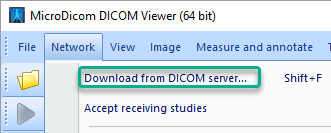 MicroDicom DICOM Viewer (64 bit)
File Network View Image Measure and annotate
Download from DICOM server... Shift+F
Accept receiving studies